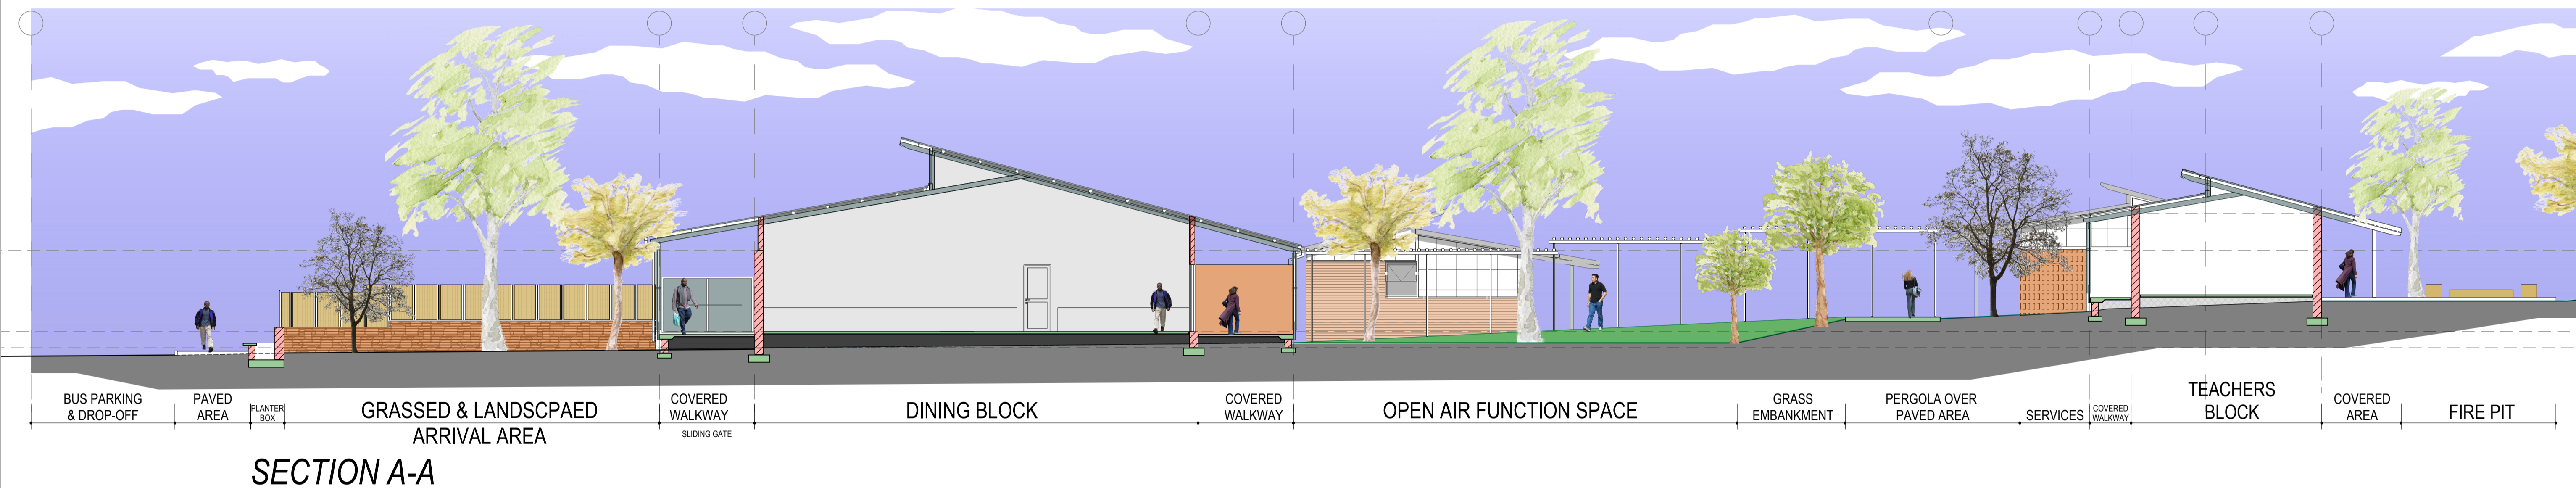 BUS PARKING
& DROP-OFF
PAVED
AREA
PLANTER
BOX
GRASSED & LANDSCPAED
ARRIVAL AREA
COVERED
WALKWAY
SLIDING GATE
DINING BLOCK
COVERED
WALKWAY
OPEN AIR FUNCTION SPACE
GRASS
EMBANKMENT
PERGOLA OVER
PAVED AREA
SERVICES
COVERED
WALKWAY
TEACHERS
BLOCK
COVERED
AREA
FIRE PIT
SECTION A-A